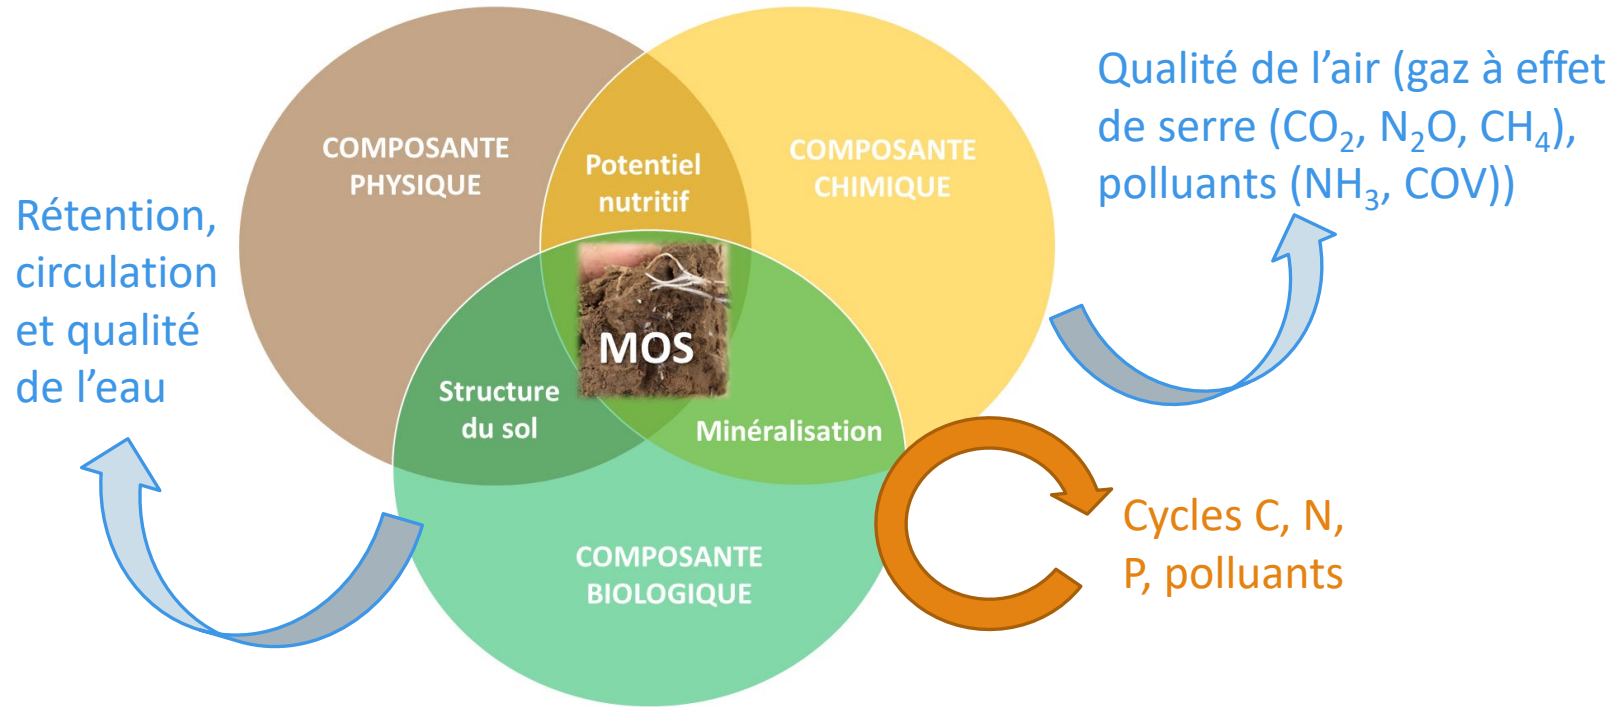 Qualité de l’air (gaz à effet
de serre (CO₂, N₂O, CH₄),
polluants (NH₃, COV))
COMPOSANTE
PHYSIQUE
Potentiel
nutritif
COMPOSANTE
CHIMIQUE
Rétention,
circulation
et qualité
de l’eau
MOS
Structure
du sol
Minéralisation
Cycles C, N,
P, polluants
COMPOSANTE
BIOLOGIQUE